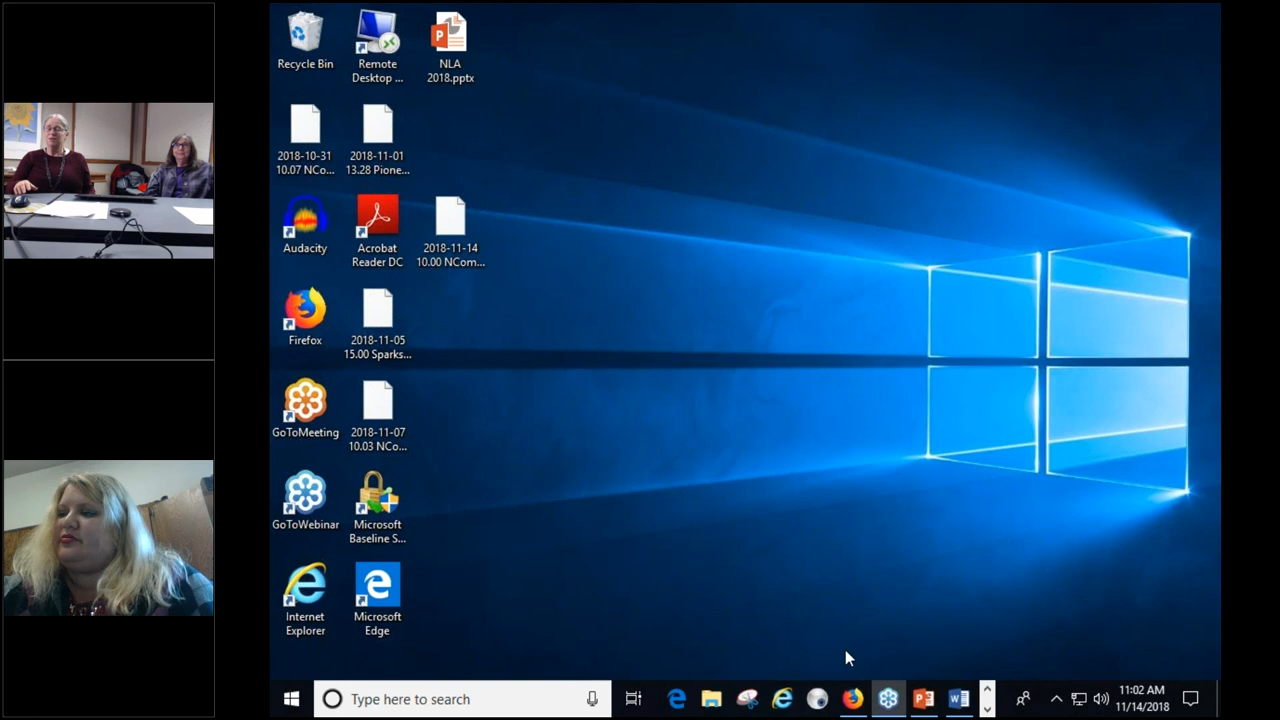 Recycle Bin
Remote
Desktop ...
NLA
2018.pptx
2018-10-31
10.07 NCo...
2018-11-01
13.28 Pione...
Audacity
Acrobat
Reader DC
2018-11-14
10.00 NCom...
Firefox
2018-11-05
15.00 Sparks...
GoToMeeting
2018-11-07
10.03 NCo...
GoToWebinar
Microsoft
Baseline S...
Internet
Explorer
Microsoft
Edge
Type here to search
11:02 AM
11/14/2018